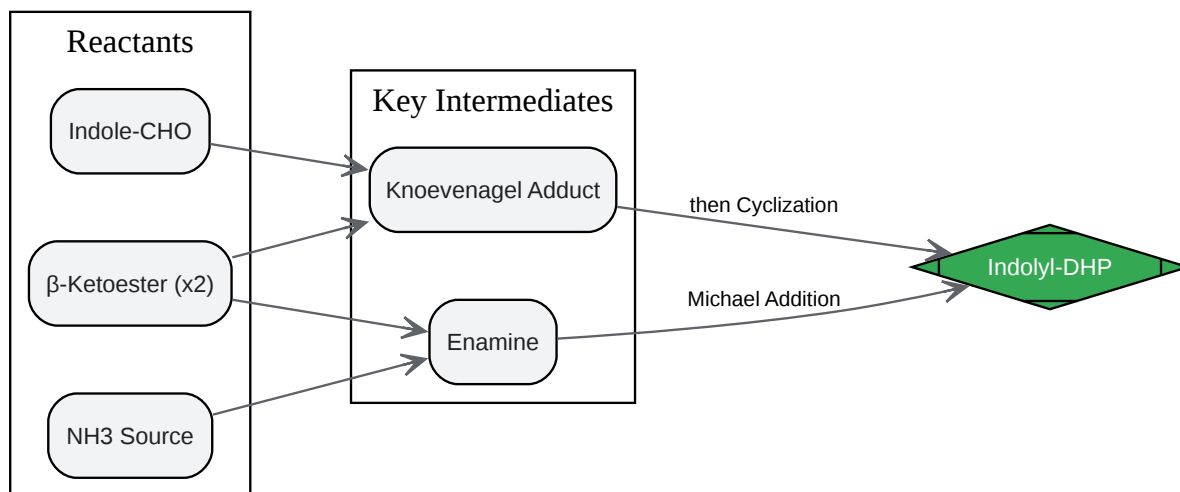 Reactants
Indole-CHO
β-Ketoester (x2)
NH3 Source
Key Intermediates
Knoevenagel Adduct
Enamine
then Cyclization
Michael Addition
Indolyl-DHP